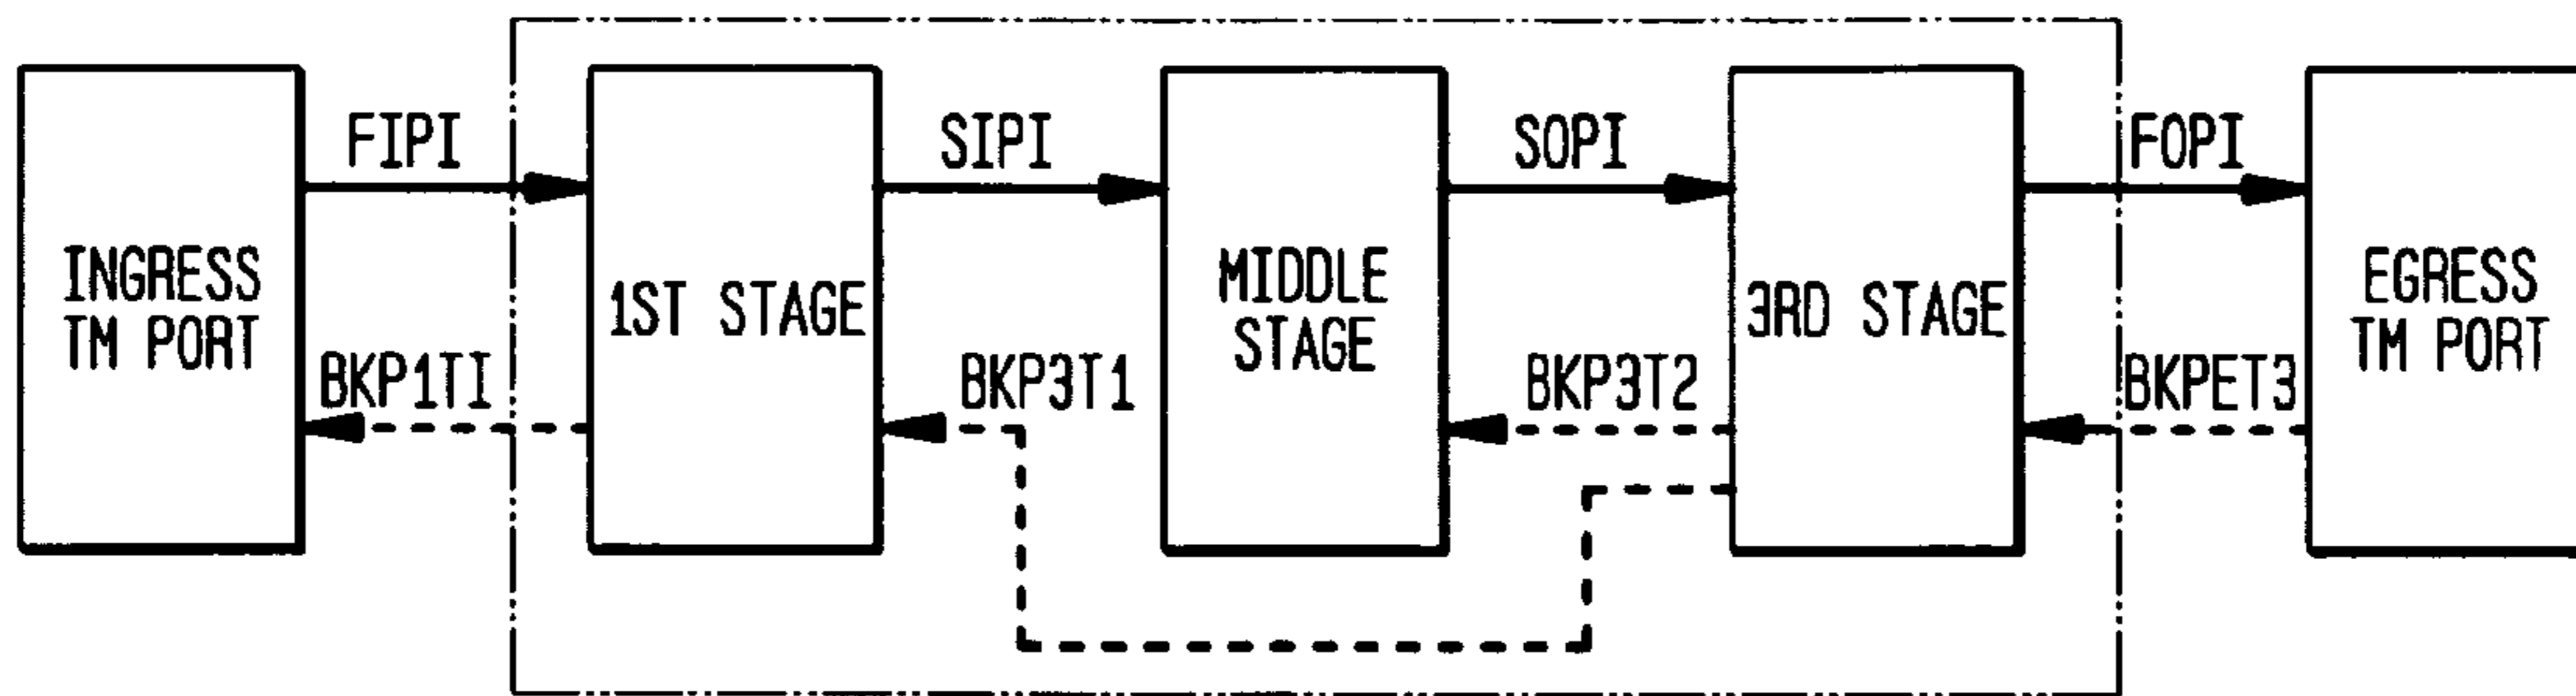 FIPI
SIPI
SOPI
FOPI
INGRESS
TM PORT
1ST STAGE
MIDDLE
STAGE
3RD STAGE
EGRESS
TM PORT
BKP1TI
BKP3T1
BKP3T2
BKPET3